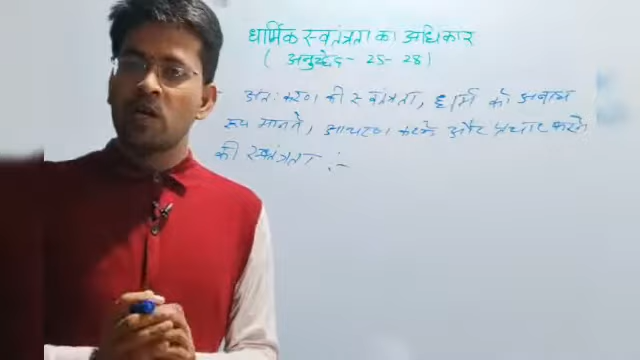 धार्मिक स्वतंत्रता का अधिकार
( अनुच्छेद - 25 - 28 )
अंतः करण की स्वतंत्रता, धर्म को अबाध
रूप मानने, आचरण करने और प्रचार करने
की स्वतंत्रता :-